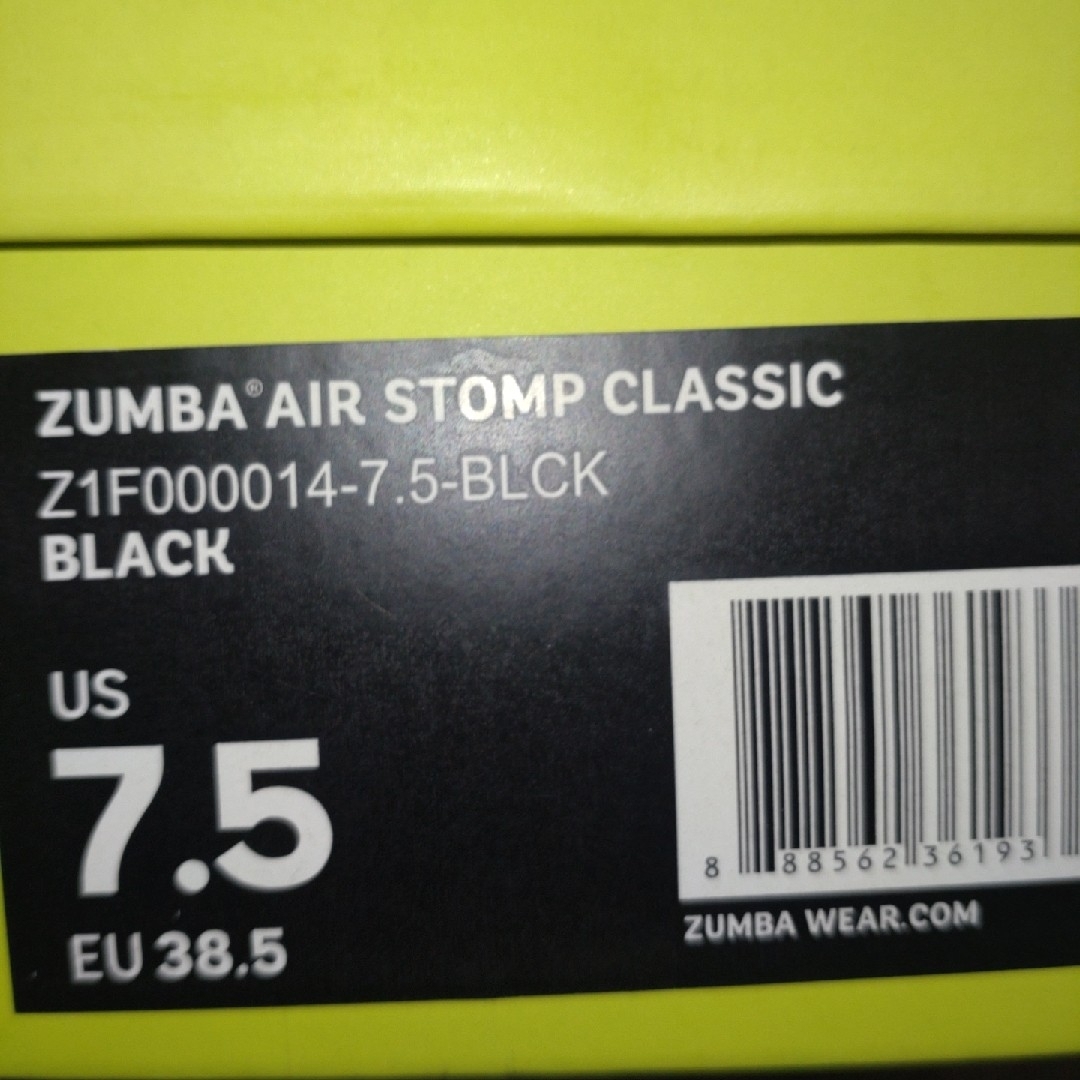 ZUMBA® AIR STOMP CLASSIC
Z1F000014-7.5-BLCK
BLACK
US
7.5
EU 38.5
8 88562 36193
ZUMBA WEAR.COM